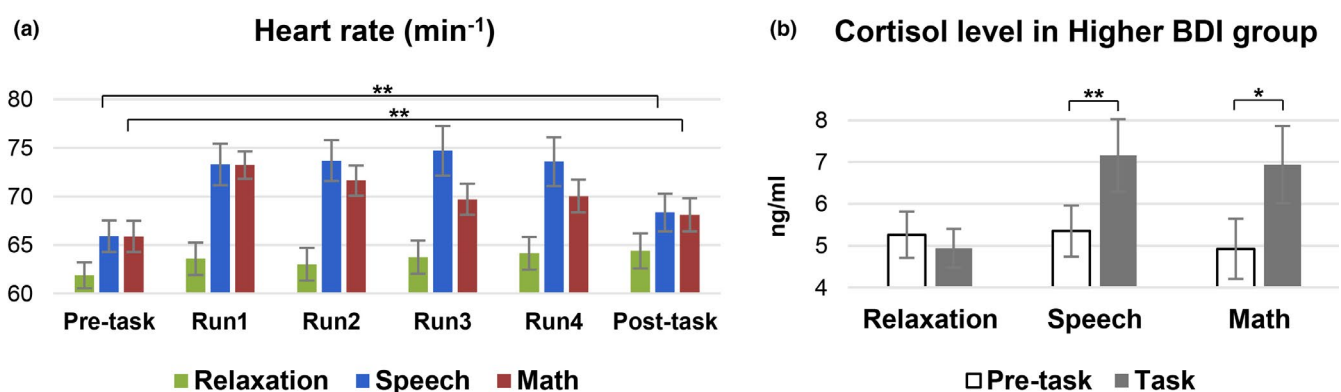 (a) Heart rate (min⁻¹)
80
75
70
65
60
**
**
Pre-task Run1 Run2 Run3 Run4 Post-task
Relaxation Speech Math
(b) Cortisol level in Higher BDI group
ng/ml
8
7
6
5
4
**
*
Relaxation Speech Math
Pre-task Task